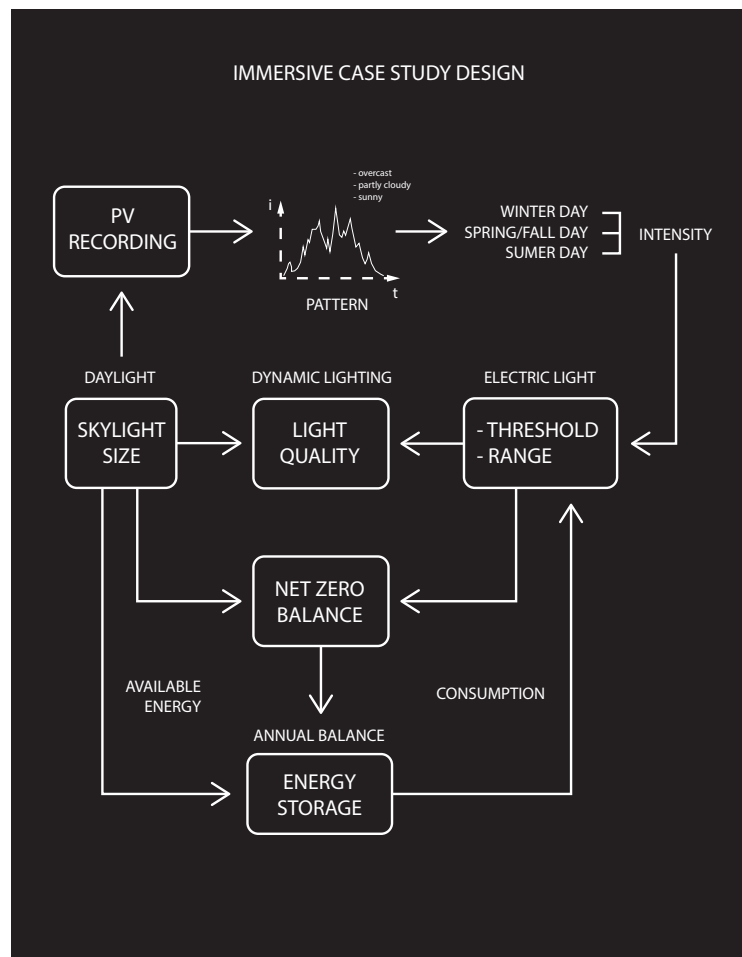 IMMERSIVE CASE STUDY DESIGN
- overcast
- partly cloudy
- sunny
PV
RECORDING
i
t
PATTERN
WINTER DAY
SPRING/FALL DAY
SUMER DAY
INTENSITY
DAYLIGHT
DYNAMIC LIGHTING
ELECTRIC LIGHT
SKYLIGHT
SIZE
LIGHT
QUALITY
- THRESHOLD
- RANGE
NET ZERO
BALANCE
AVAILABLE
ENERGY
CONSUMPTION
ANNUAL BALANCE
ENERGY
STORAGE